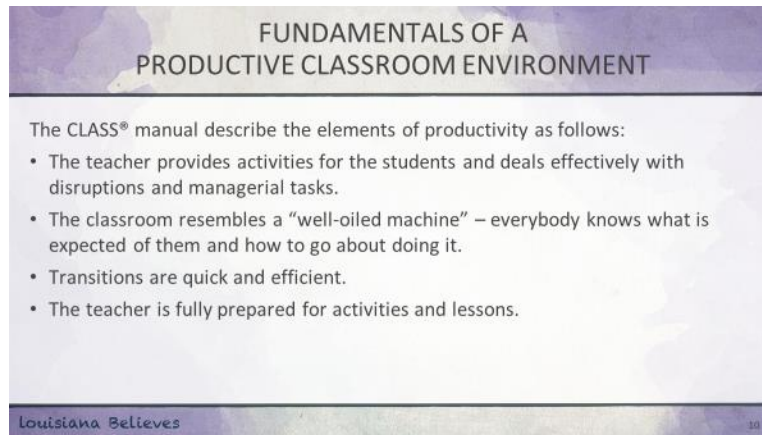 FUNDAMENTALS OF A
PRODUCTIVE CLASSROOM ENVIRONMENT
The CLASS® manual describe the elements of productivity as follows:
• The teacher provides activities for the students and deals effectively with
disruptions and managerial tasks.
• The classroom resembles a “well-oiled machine” – everybody knows what is
expected of them and how to go about doing it.
• Transitions are quick and efficient.
• The teacher is fully prepared for activities and lessons.
Louisiana Believes
10